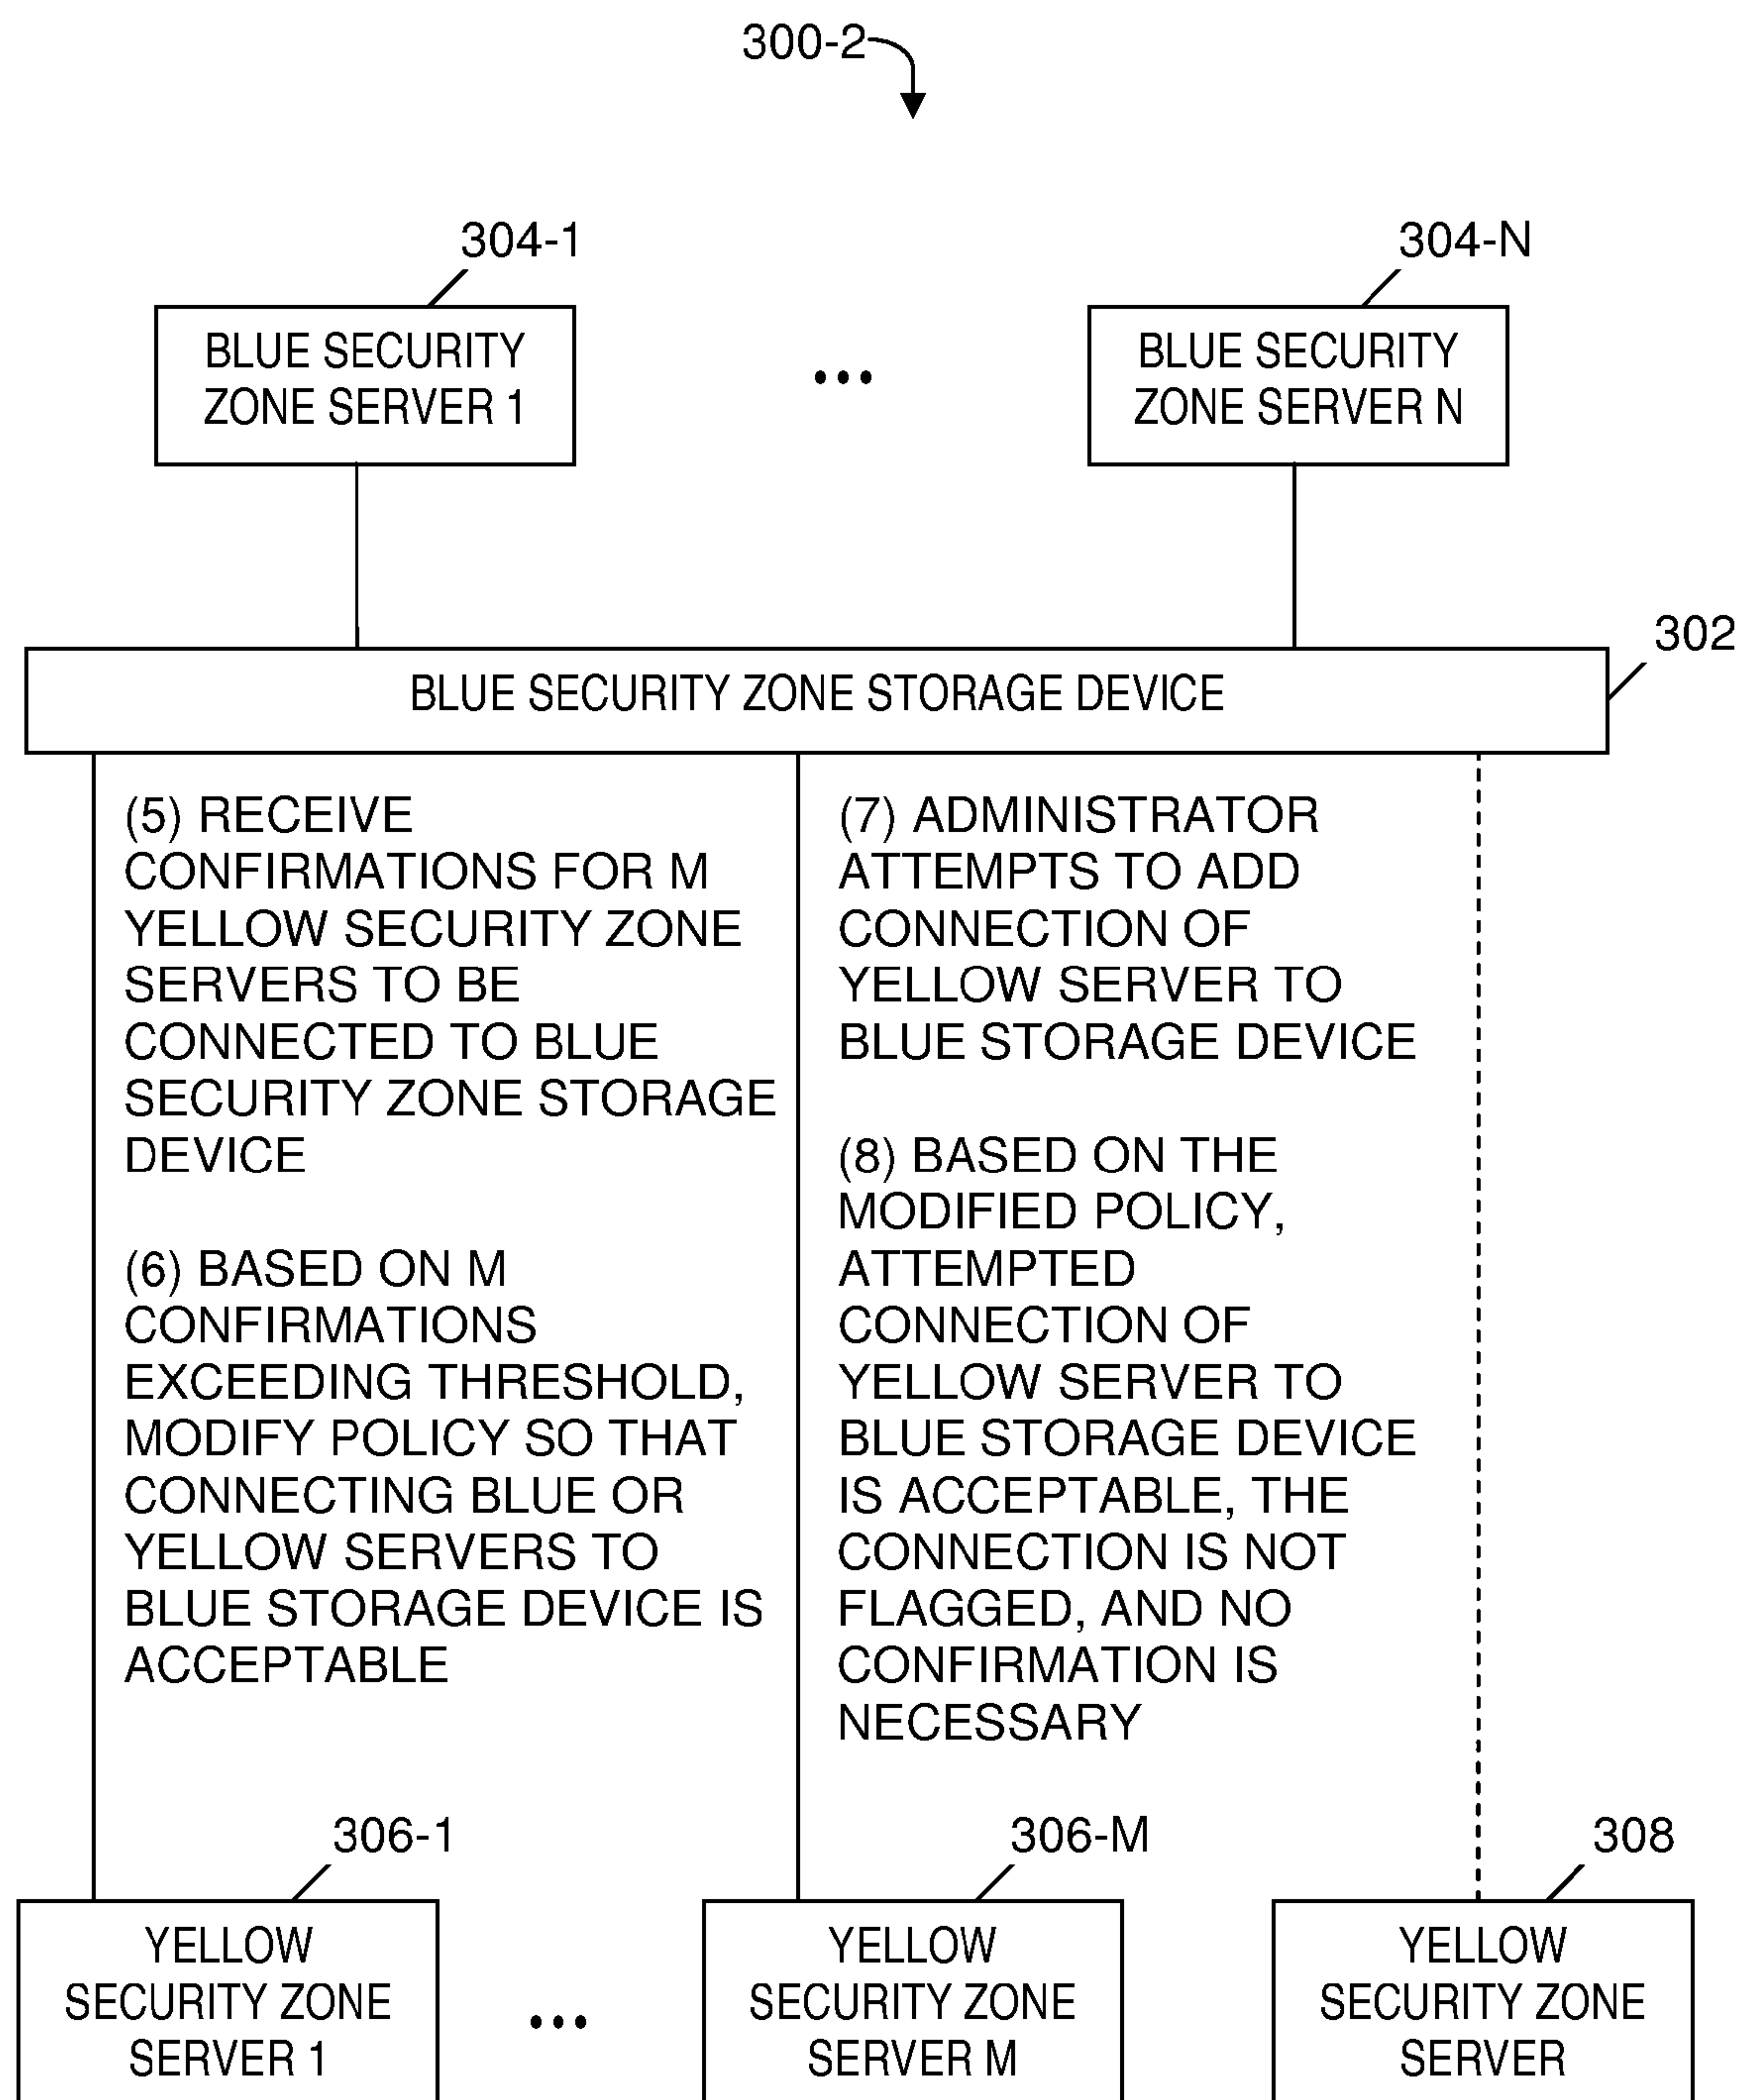 300-2
304-1
304-N
BLUE SECURITY
ZONE SERVER 1
BLUE SECURITY
ZONE SERVER N
302
BLUE SECURITY ZONE STORAGE DEVICE
(5) RECEIVE
CONFIRMATIONS FOR M
YELLOW SECURITY ZONE
SERVERS TO BE
CONNECTED TO BLUE
SECURITY ZONE STORAGE
DEVICE
(6) BASED ON M
CONFIRMATIONS
EXCEEDING THRESHOLD,
MODIFY POLICY SO THAT
CONNECTING BLUE OR
YELLOW SERVERS TO
BLUE STORAGE DEVICE IS
ACCEPTABLE
(7) ADMINISTRATOR
ATTEMPTS TO ADD
CONNECTION OF
YELLOW SERVER TO
BLUE STORAGE DEVICE
(8) BASED ON THE
MODIFIED POLICY,
ATTEMPTED
CONNECTION OF
YELLOW SERVER TO
BLUE STORAGE DEVICE
IS ACCEPTABLE, THE
CONNECTION IS NOT
FLAGGED, AND NO
CONFIRMATION IS
NECESSARY
306-1
306-M
308
YELLOW
SECURITY ZONE
SERVER 1
YELLOW
SECURITY ZONE
SERVER M
YELLOW
SECURITY ZONE
SERVER